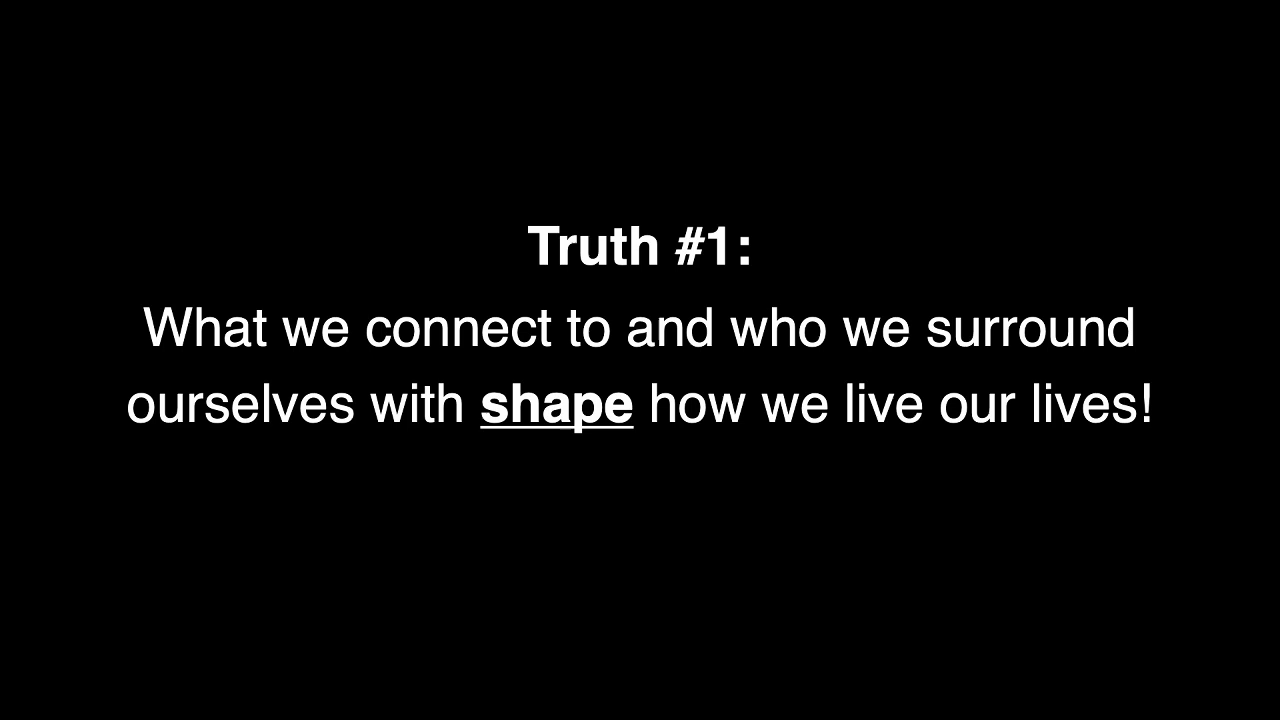 Truth #1:
What we connect to and who we surround
ourselves with shape how we live our lives!